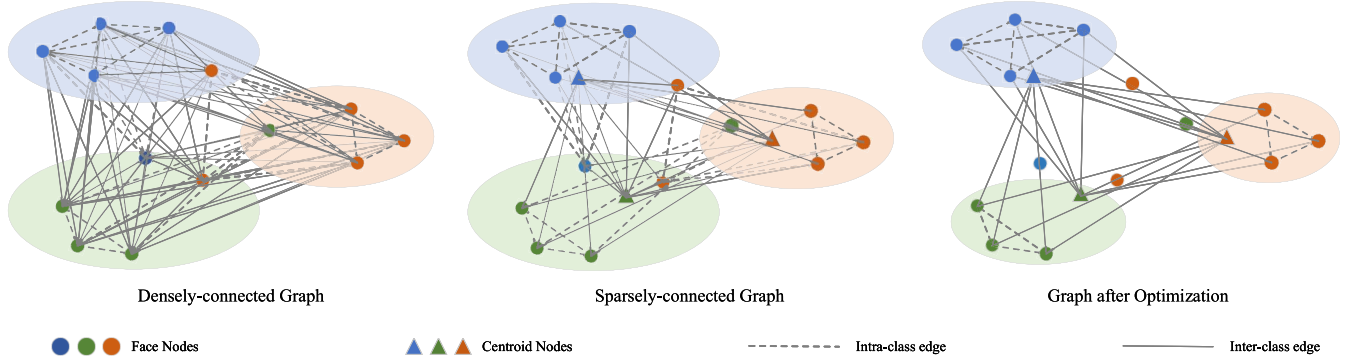 Densely-connected Graph
Sparsely-connected Graph
Graph after Optimization
Face Nodes
Centroid Nodes
Intra-class edge
Inter-class edge